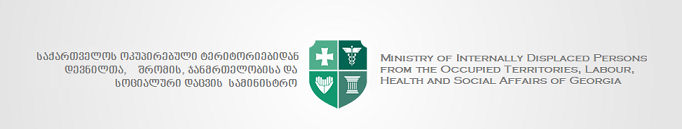 საქართველოს ოკუპირებული ტერიტორიებიდან
დევნილთა, შრომის, ჯანმრთელობისა და
სოციალური დაცვის სამინისტრო
Ministry of Internally Displaced Persons
from the Occupied Territories, Labour,
Health and Social Affairs of Georgia